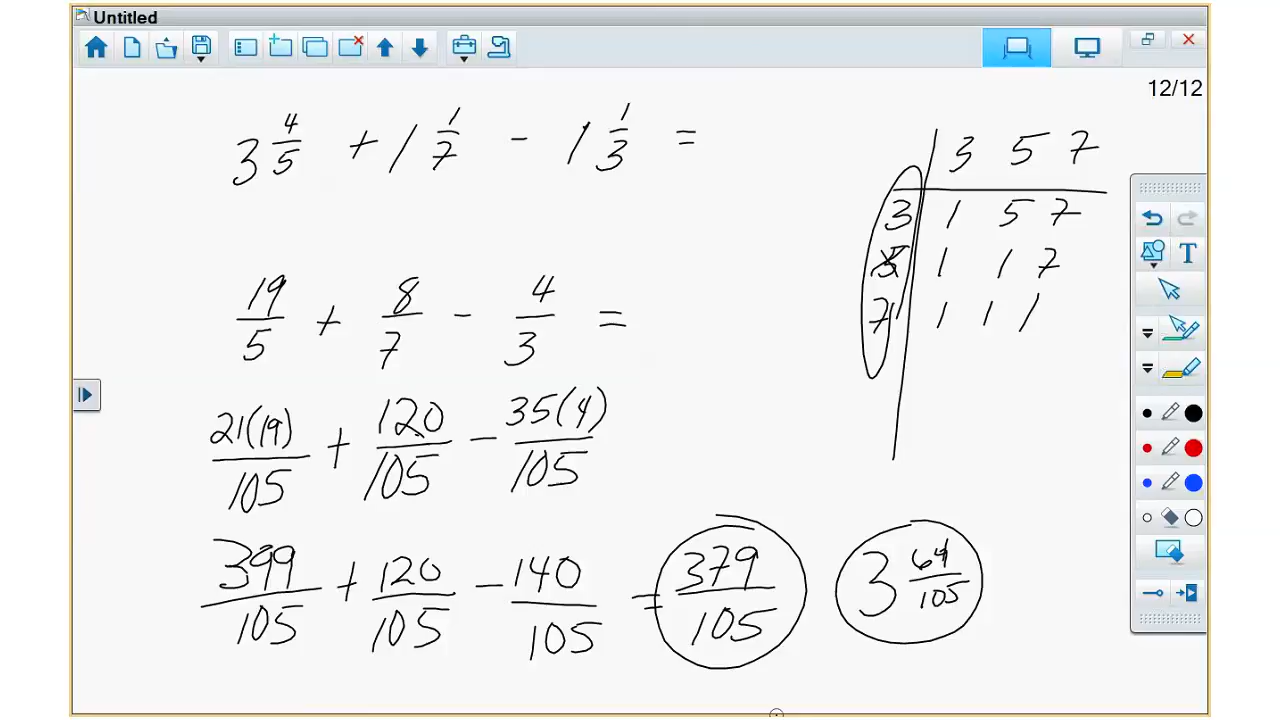 Untitled
12/12
3 4/5 + 1 1/7 - 1 1/3 =
3 5 7
3 1 5 7
5 1 1 7
7 1 1 1
19/5 + 8/7 - 4/3 =
21(19)/105 + 120/105 - 35(4)/105
399/105 + 120/105 - 140/105 = 379/105 3 64/105
T